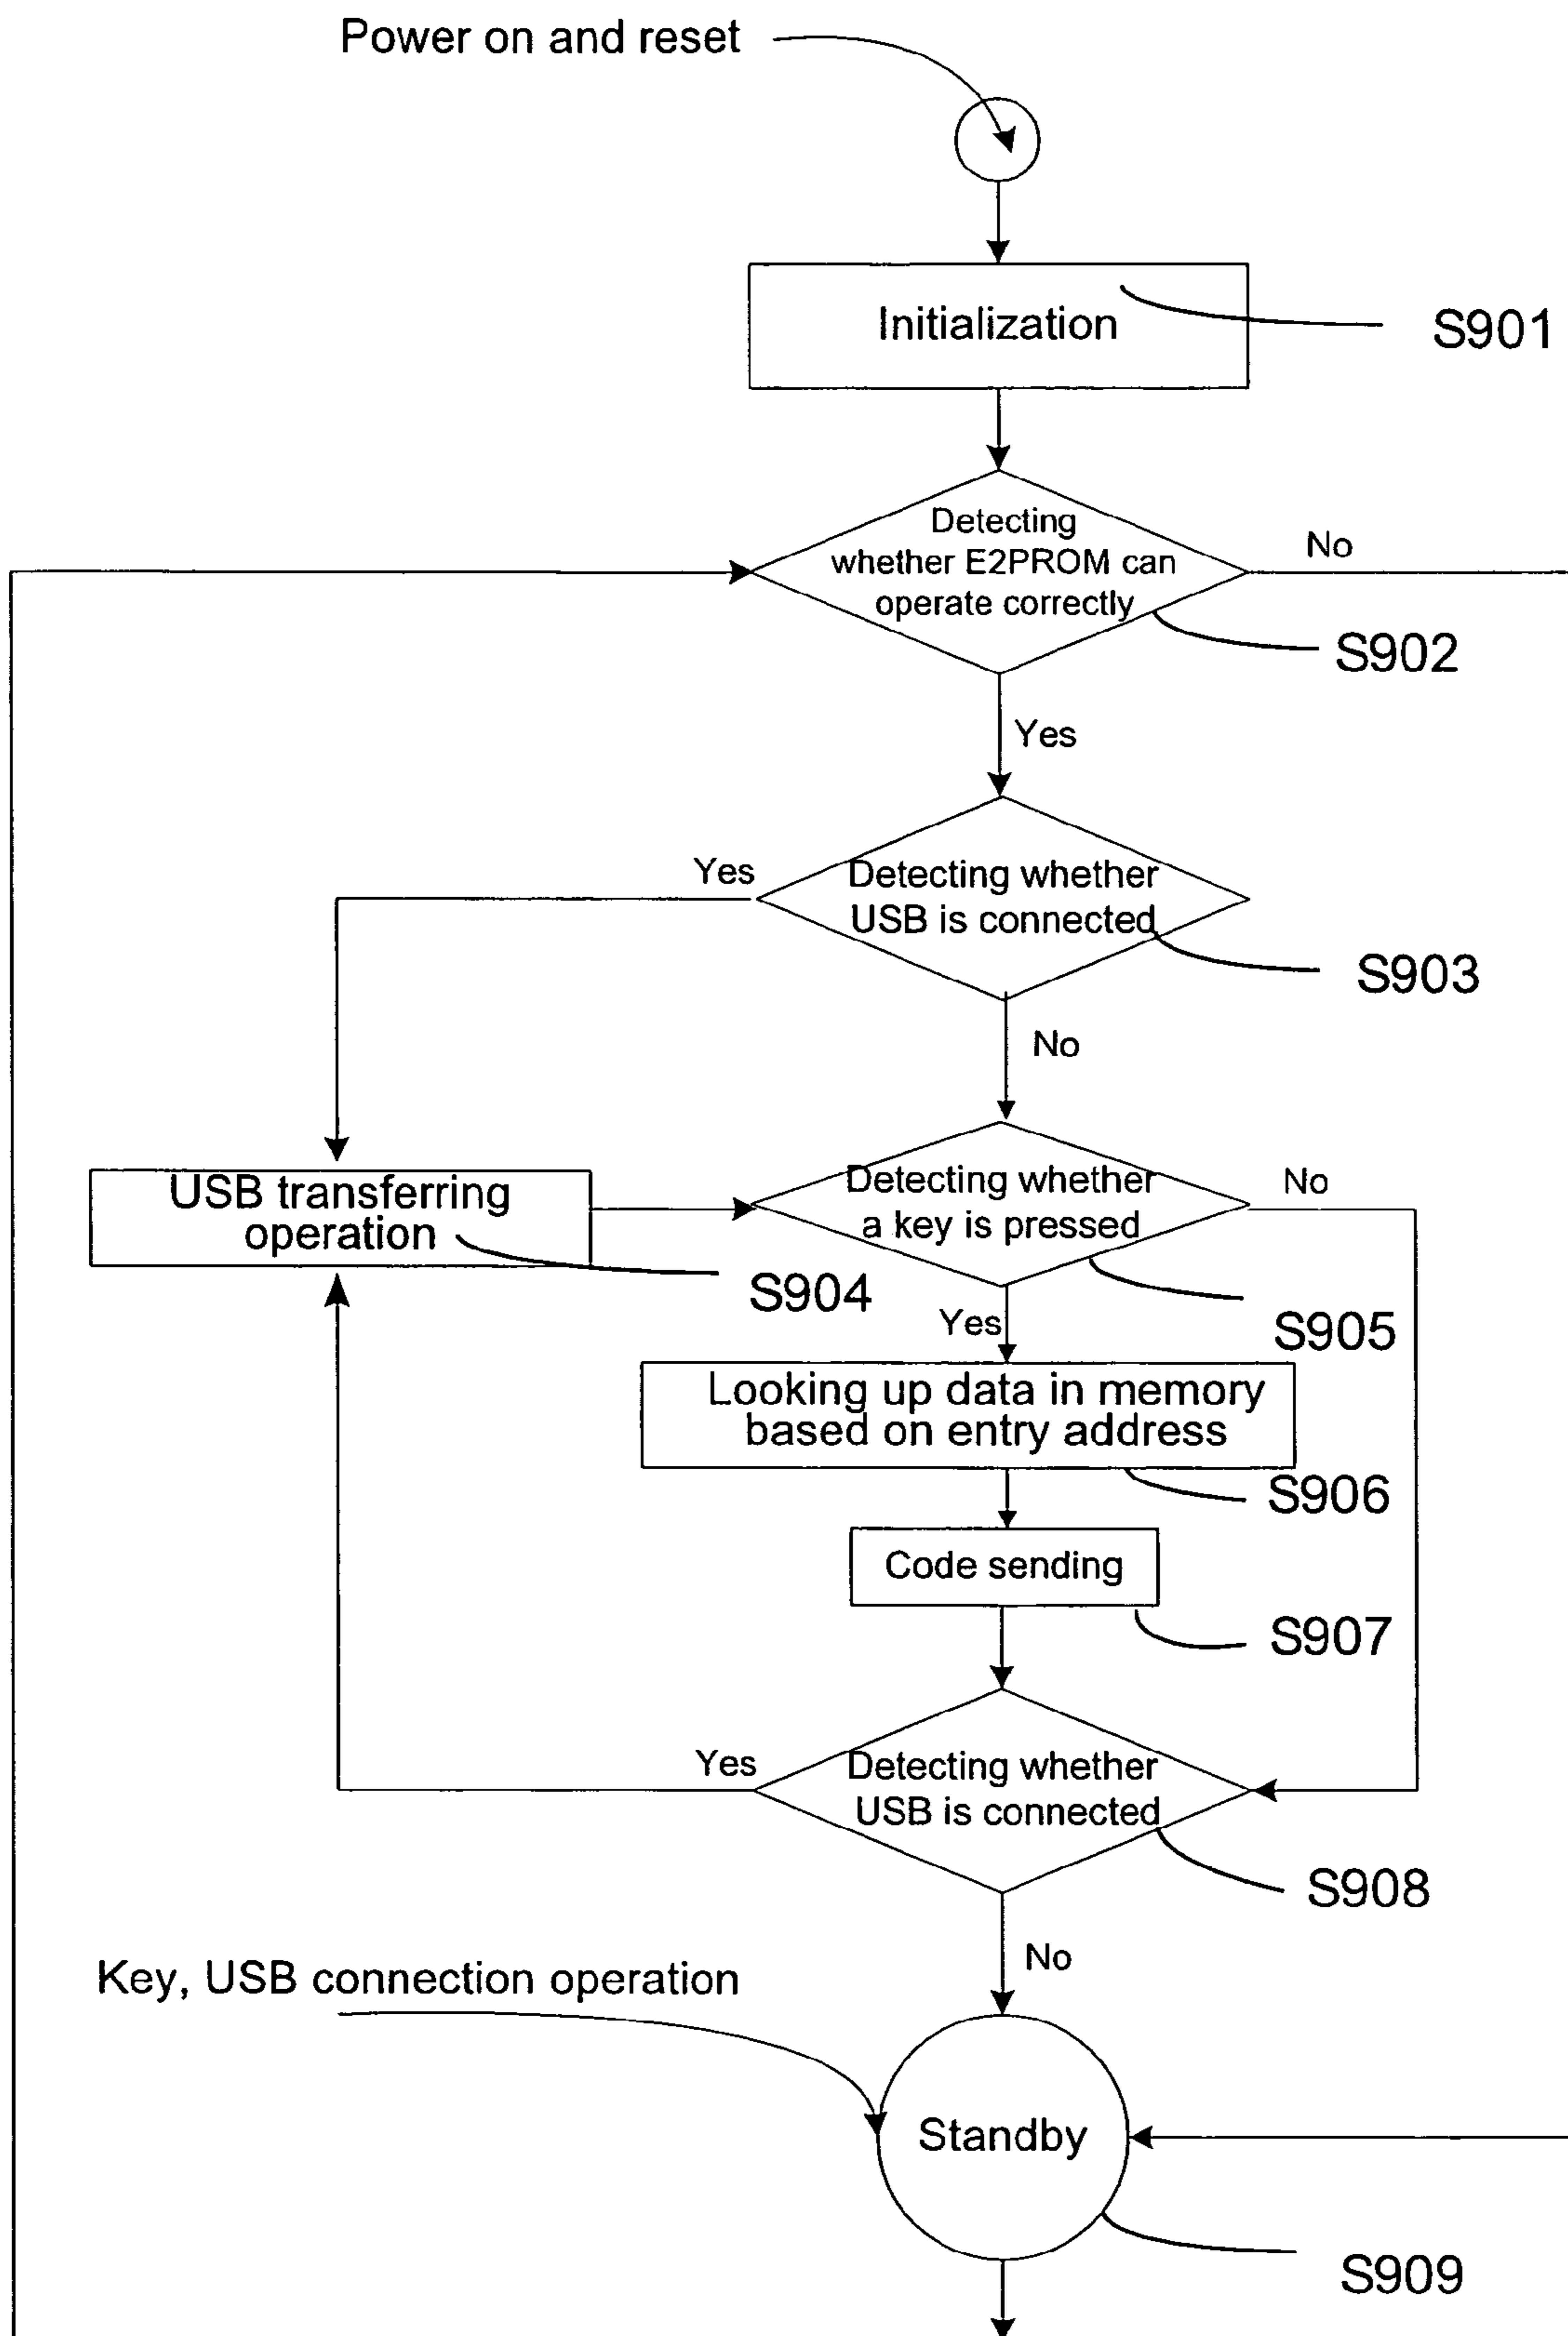 Power on and reset
Initialization
S901
Detecting
whether E2PROM can
operate correctly
No
S902
Yes
Detecting whether
USB is connected
Yes
S903
No
USB transferring
operation
S904
Detecting whether
a key is pressed
No
S905
Yes
Looking up data in memory
based on entry address
S906
Code sending
S907
Detecting whether
USB is connected
Yes
S908
No
Key, USB connection operation
Standby
S909